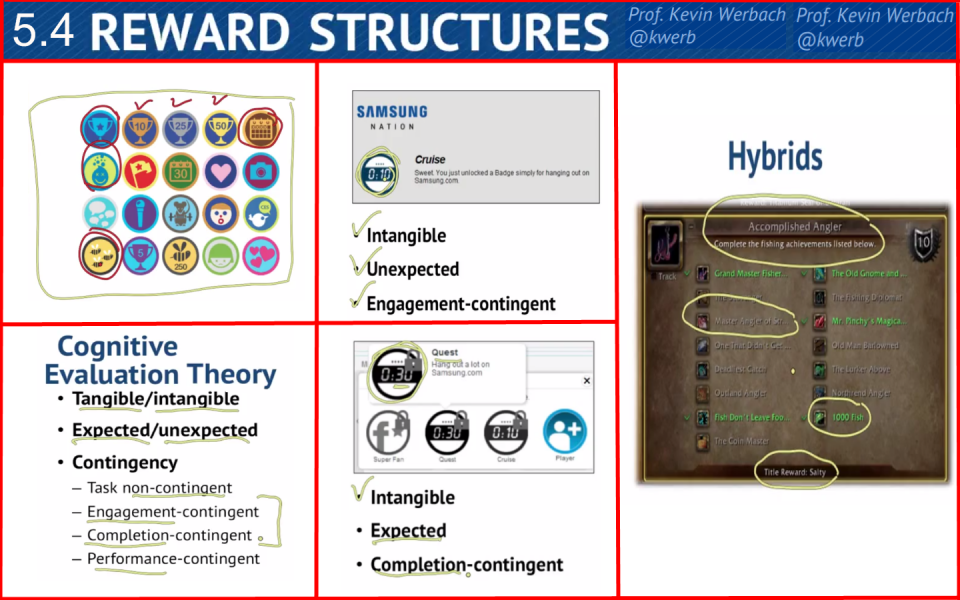 5.4 REWARD STRUCTURES
Prof. Kevin Werbach
@kwerb
Prof. Kevin Werbach
@kwerb
10
25
50
30
5
250
SAMSUNG
NATION
0:10
Cruise
Sweet. You just unlocked a Badge simply for hanging out on
Samsung.com.
Intangible
Unexpected
Engagement-contingent
Cognitive
Evaluation Theory
• Tangible/intangible
• Expected/unexpected
• Contingency
– Task non-contingent
– Engagement-contingent
– Completion-contingent
– Performance-contingent
Quest
Hang out a lot on
Samsung.com
0:30
0:30
0:10
Super Fan
Quest
Cruise
Player
Intangible
• Expected
• Completion-contingent
Hybrids
Accomplished Angler
Complete the fishing achievements listed below.
10
Track
Grand Master Fisher...
The Old Gnome and ...
The Fishing Diplomat
Master Angler of
Mr. Pinchy's Magica...
One That Didn't Get...
Old Man Barlowned
Deadliest Catch
The Lurker Above
Outland Angler
Northrend Angler
Fish Don't Leave Foo...
1000 Fish
The Coin Master
Title Reward: Salty